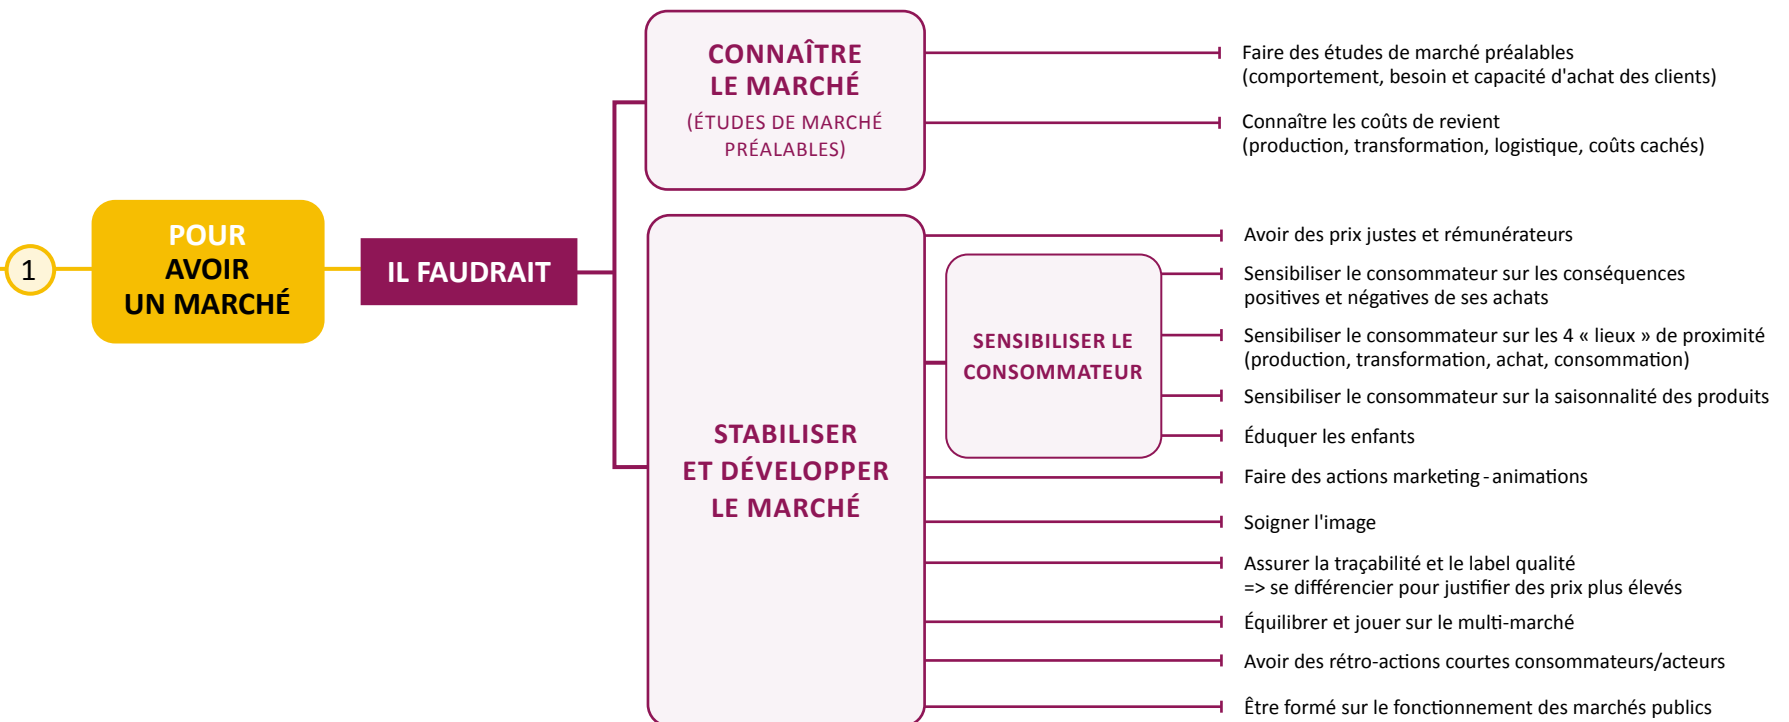 1
POUR
AVOIR
UN MARCHÉ
IL FAUDRAIT
CONNAÎTRE
LE MARCHÉ
(ÉTUDES DE MARCHÉ
PRÉALABLES)
Faire des études de marché préalables
(comportement, besoin et capacité d'achat des clients)
Connaître les coûts de revient
(production, transformation, logistique, coûts cachés)
STABILISER
ET DÉVELOPPER
LE MARCHÉ
Avoir des prix justes et rémunérateurs
SENSIBILISER LE
CONSOMMATEUR
Sensibiliser le consommateur sur les conséquences
positives et négatives de ses achats
Sensibiliser le consommateur sur les 4 « lieux » de proximité
(production, transformation, achat, consommation)
Sensibiliser le consommateur sur la saisonnalité des produits
Éduquer les enfants
Faire des actions marketing - animations
Soigner l'image
Assurer la traçabilité et le label qualité
=> se différencier pour justifier des prix plus élevés
Équilibrer et jouer sur le multi-marché
Avoir des rétro-actions courtes consommateurs/acteurs
Être formé sur le fonctionnement des marchés publics